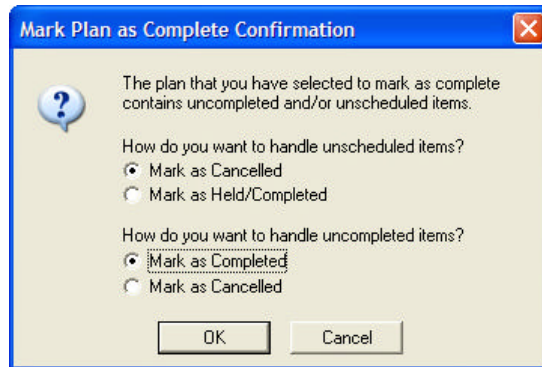 Mark Plan as Complete Confirmation
The plan that you have selected to mark as complete
contains uncompleted and/or unscheduled items.
How do you want to handle unscheduled items?
Mark as Cancelled
Mark as Held/Completed
How do you want to handle uncompleted items?
Mark as Completed
Mark as Cancelled
OK Cancel